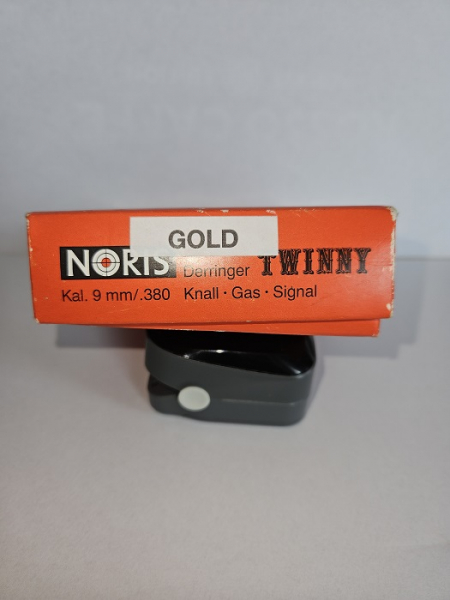 GOLD
NORIS Derringer TWINNY
Kal. 9 mm/.380 Knall · Gas · Signal